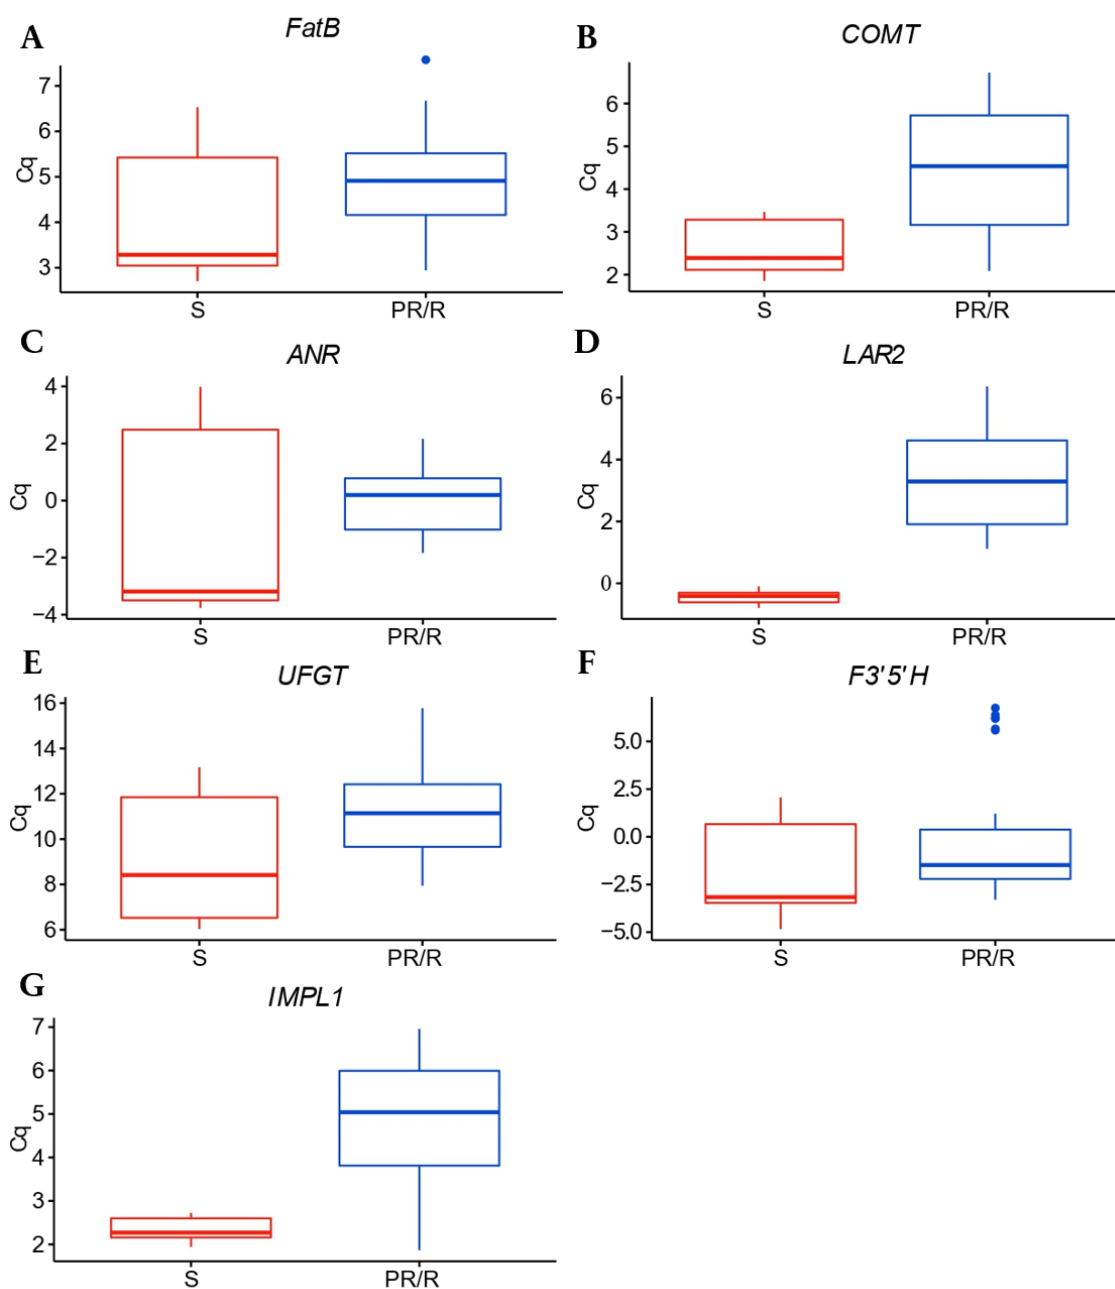 A
FatB
7
6
5
4
3
Cq
S
PR/R
B
COMT
6
5
4
3
2
Cq
S
PR/R
C
ANR
4
2
0
−2
−4
Cq
S
PR/R
D
LAR2
6
4
2
0
Cq
S
PR/R
E
UFGT
16
14
12
10
8
6
Cq
S
PR/R
F
F3'5'H
5.0
2.5
0.0
−2.5
−5.0
Cq
S
PR/R
G
IMPL1
7
6
5
4
3
2
Cq
S
PR/R